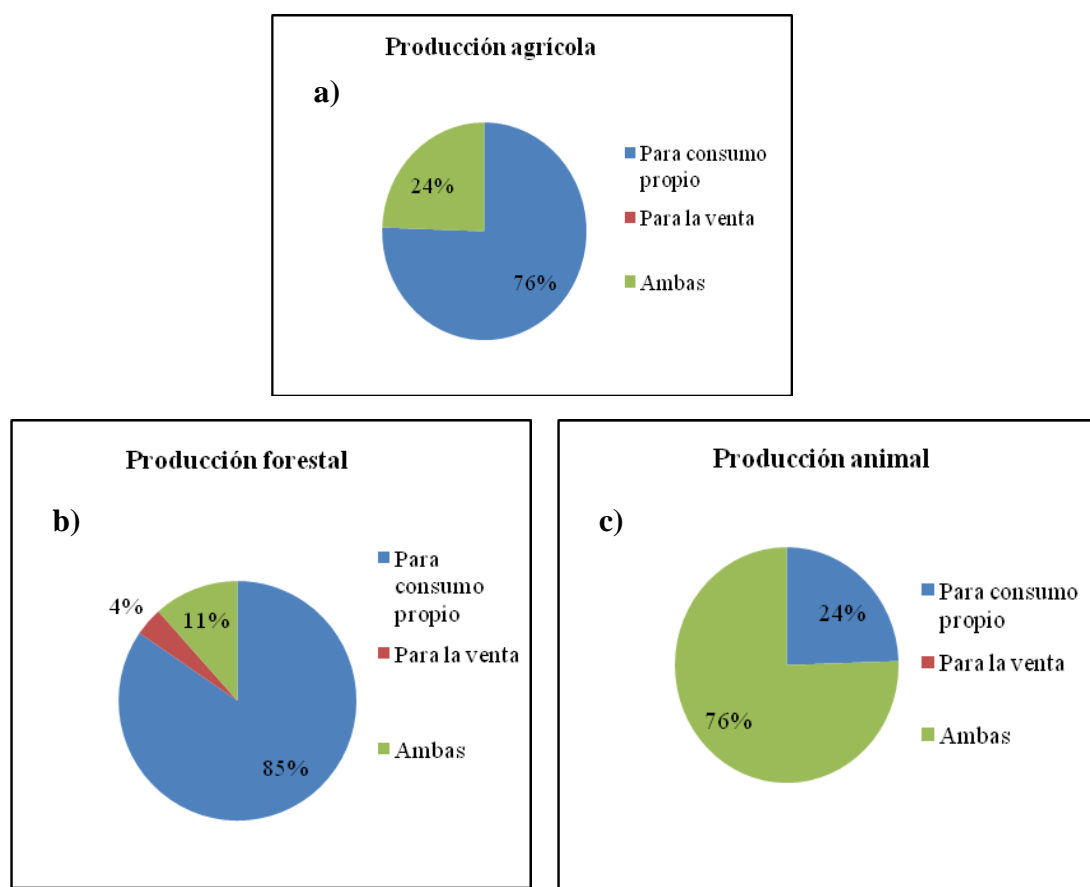 Producción agrícola
a)
24%
76%
Para consumo
propio
Para la venta
Ambas
Producción forestal
b)
4%
11%
85%
Para
consumo
propio
Para la venta
Ambas
Producción animal
c)
24%
76%
Para consumo
propio
Para la venta
Ambas